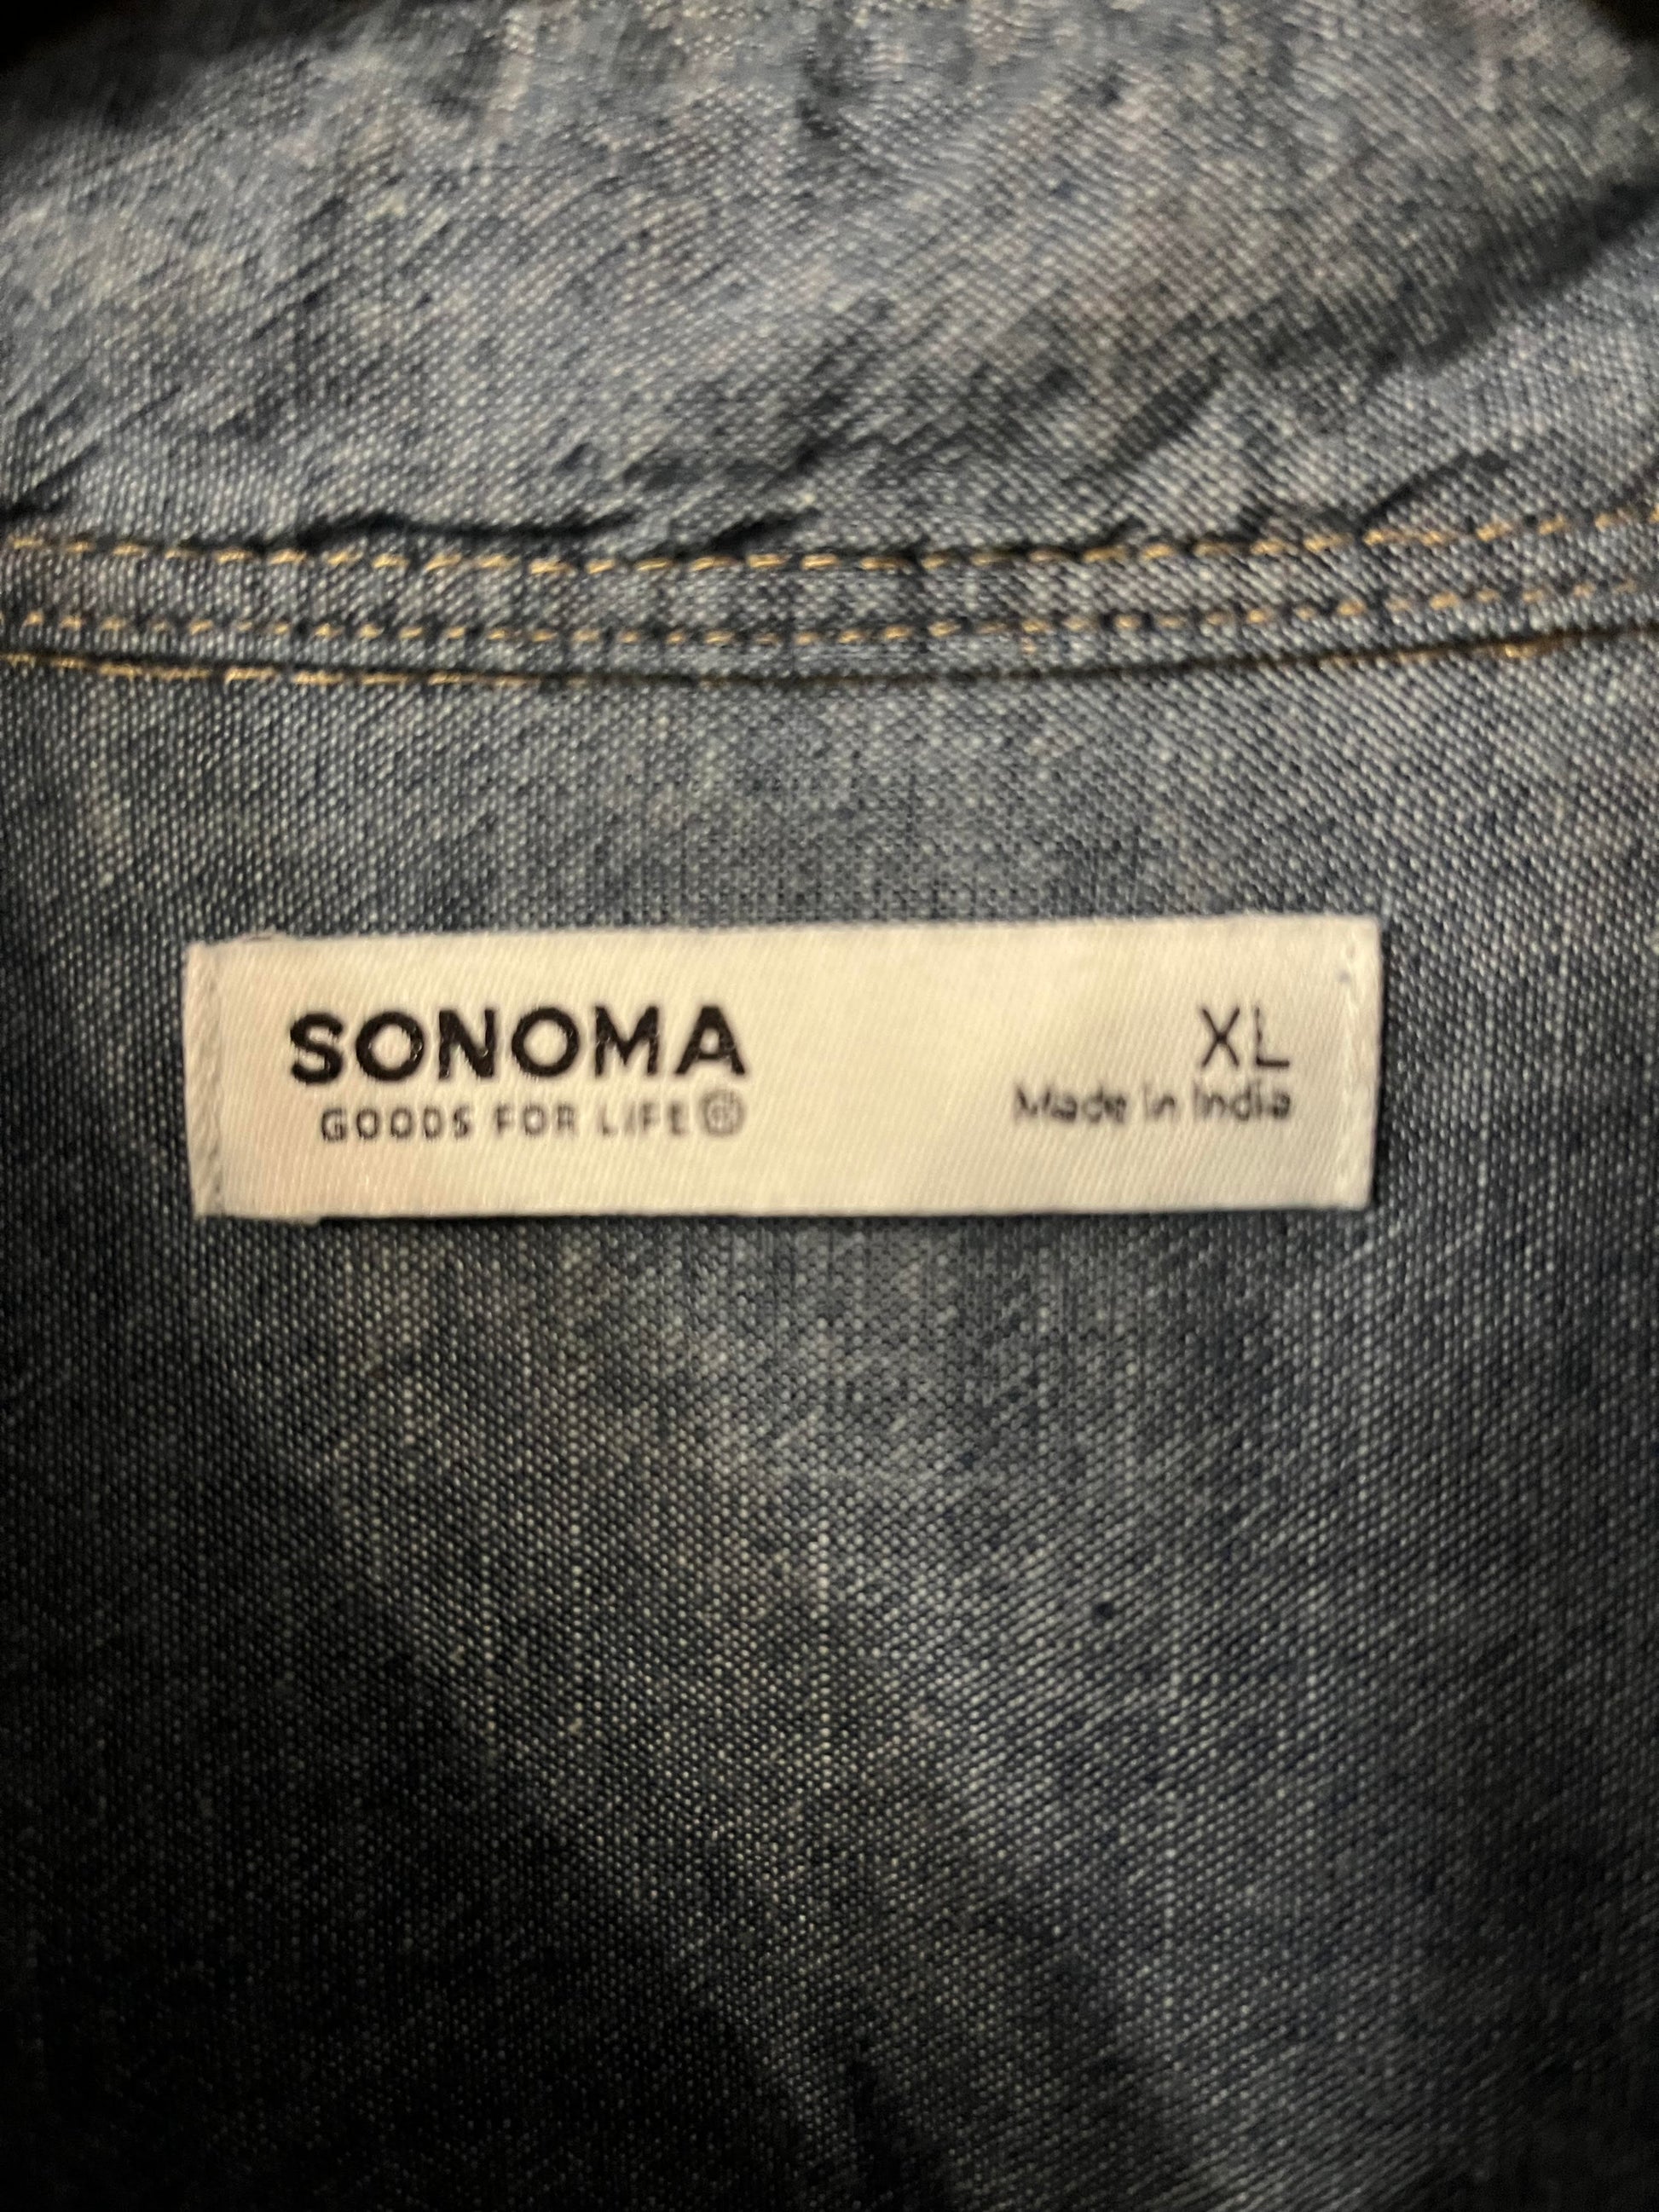 SONOMA
GOODS FOR LIFE®
XL
Made in India